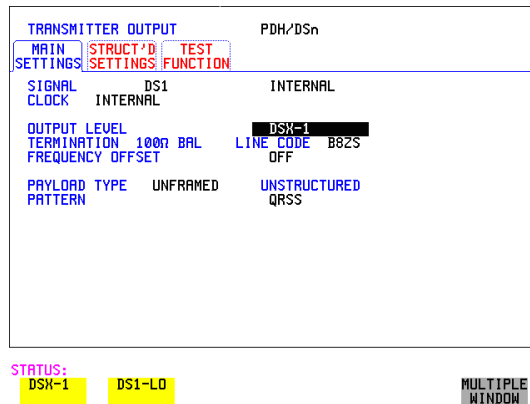 TRANSMITTER OUTPUT PDH/DSn
MAIN SETTINGS STRUCT'D SETTINGS TEST FUNCTION
SIGNAL DS1 INTERNAL
CLOCK INTERNAL
OUTPUT LEVEL DSX-1
TERMINATION 100Ω BAL LINE CODE B8ZS
FREQUENCY OFFSET OFF
PAYLOAD TYPE UNFRAMED UNSTRUCTURED
PATTERN QRSS
STATUS:
DSX-1 DS1-LO MULTIPLE WINDOW